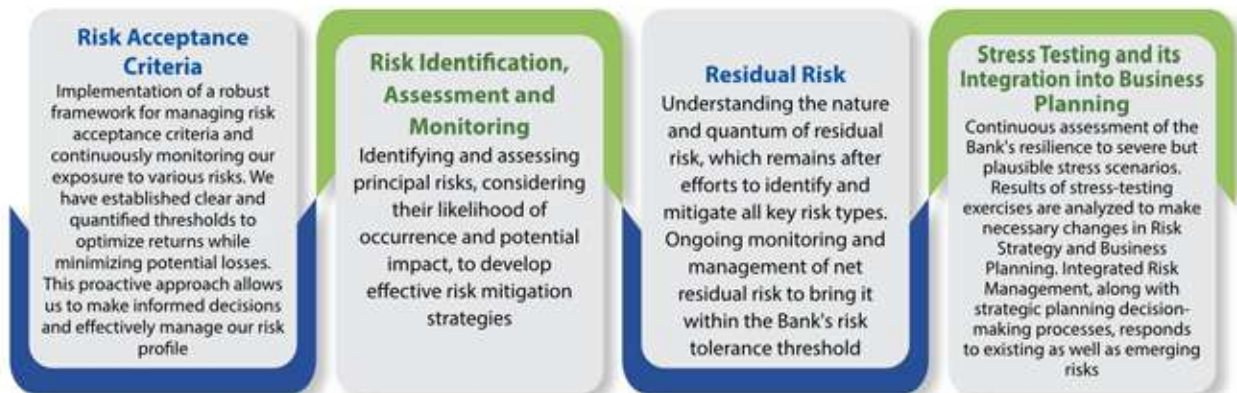 Risk Acceptance
Criteria
Implementation of a robust
framework for managing risk
acceptance criteria and
continuously monitoring our
exposure to various risks. We
have established clear and
quantified thresholds to
optimize returns while
minimizing potential losses.
This proactive approach allows
us to make informed decisions
and effectively manage our risk
profile
Risk Identification,
Assessment and
Monitoring
Identifying and assessing
principal risks, considering
their likelihood of
occurrence and potential
impact, to develop
effective risk mitigation
strategies
Residual Risk
Understanding the nature
and quantum of residual
risk, which remains after
efforts to identify and
mitigate all key risk types.
Ongoing monitoring and
management of net
residual risk to bring it
within the Bank's risk
tolerance threshold
Stress Testing and its
Integration into Business
Planning
Continuous assessment of the
Bank's resilience to severe but
plausible stress scenarios.
Results of stress-testing
exercises are analyzed to make
necessary changes in Risk
Strategy and Business
Planning. Integrated Risk
Management, along with
strategic planning decision-
making processes, responds
to existing as well as emerging
risks